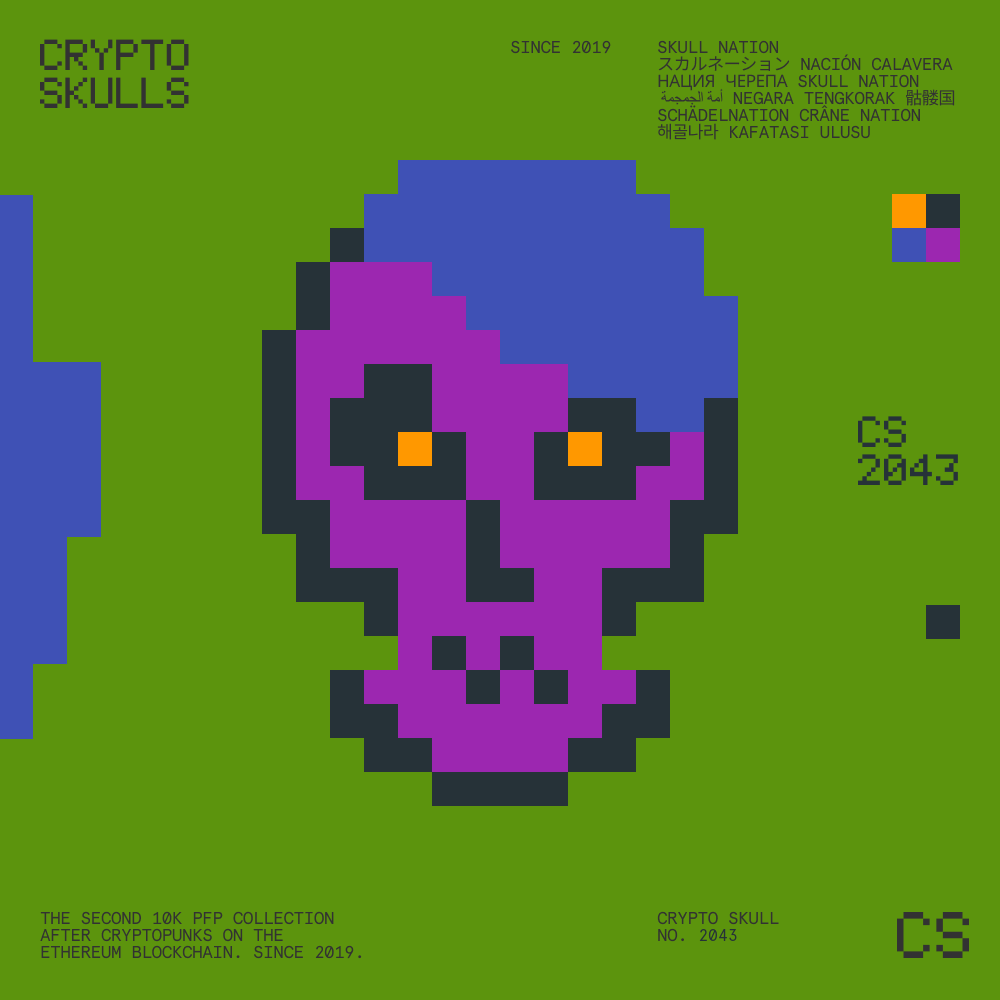 CRYPTO
SKULLS
SINCE 2019
SKULL NATION
スカルネーション NACIÓN CALAVERA
НАЦИЯ ЧЕРЕПА SKULL NATION
أمة الجمجمة NEGARA TENGKORAK 骷髅国
SCHÄDELNATION CRÂNE NATION
해골나라 KAFATASI ULUSU
CS
2043
THE SECOND 10K PFP COLLECTION
AFTER CRYPTOPUNKS ON THE
ETHEREUM BLOCKCHAIN. SINCE 2019.
CRYPTO SKULL
NO. 2043
CS